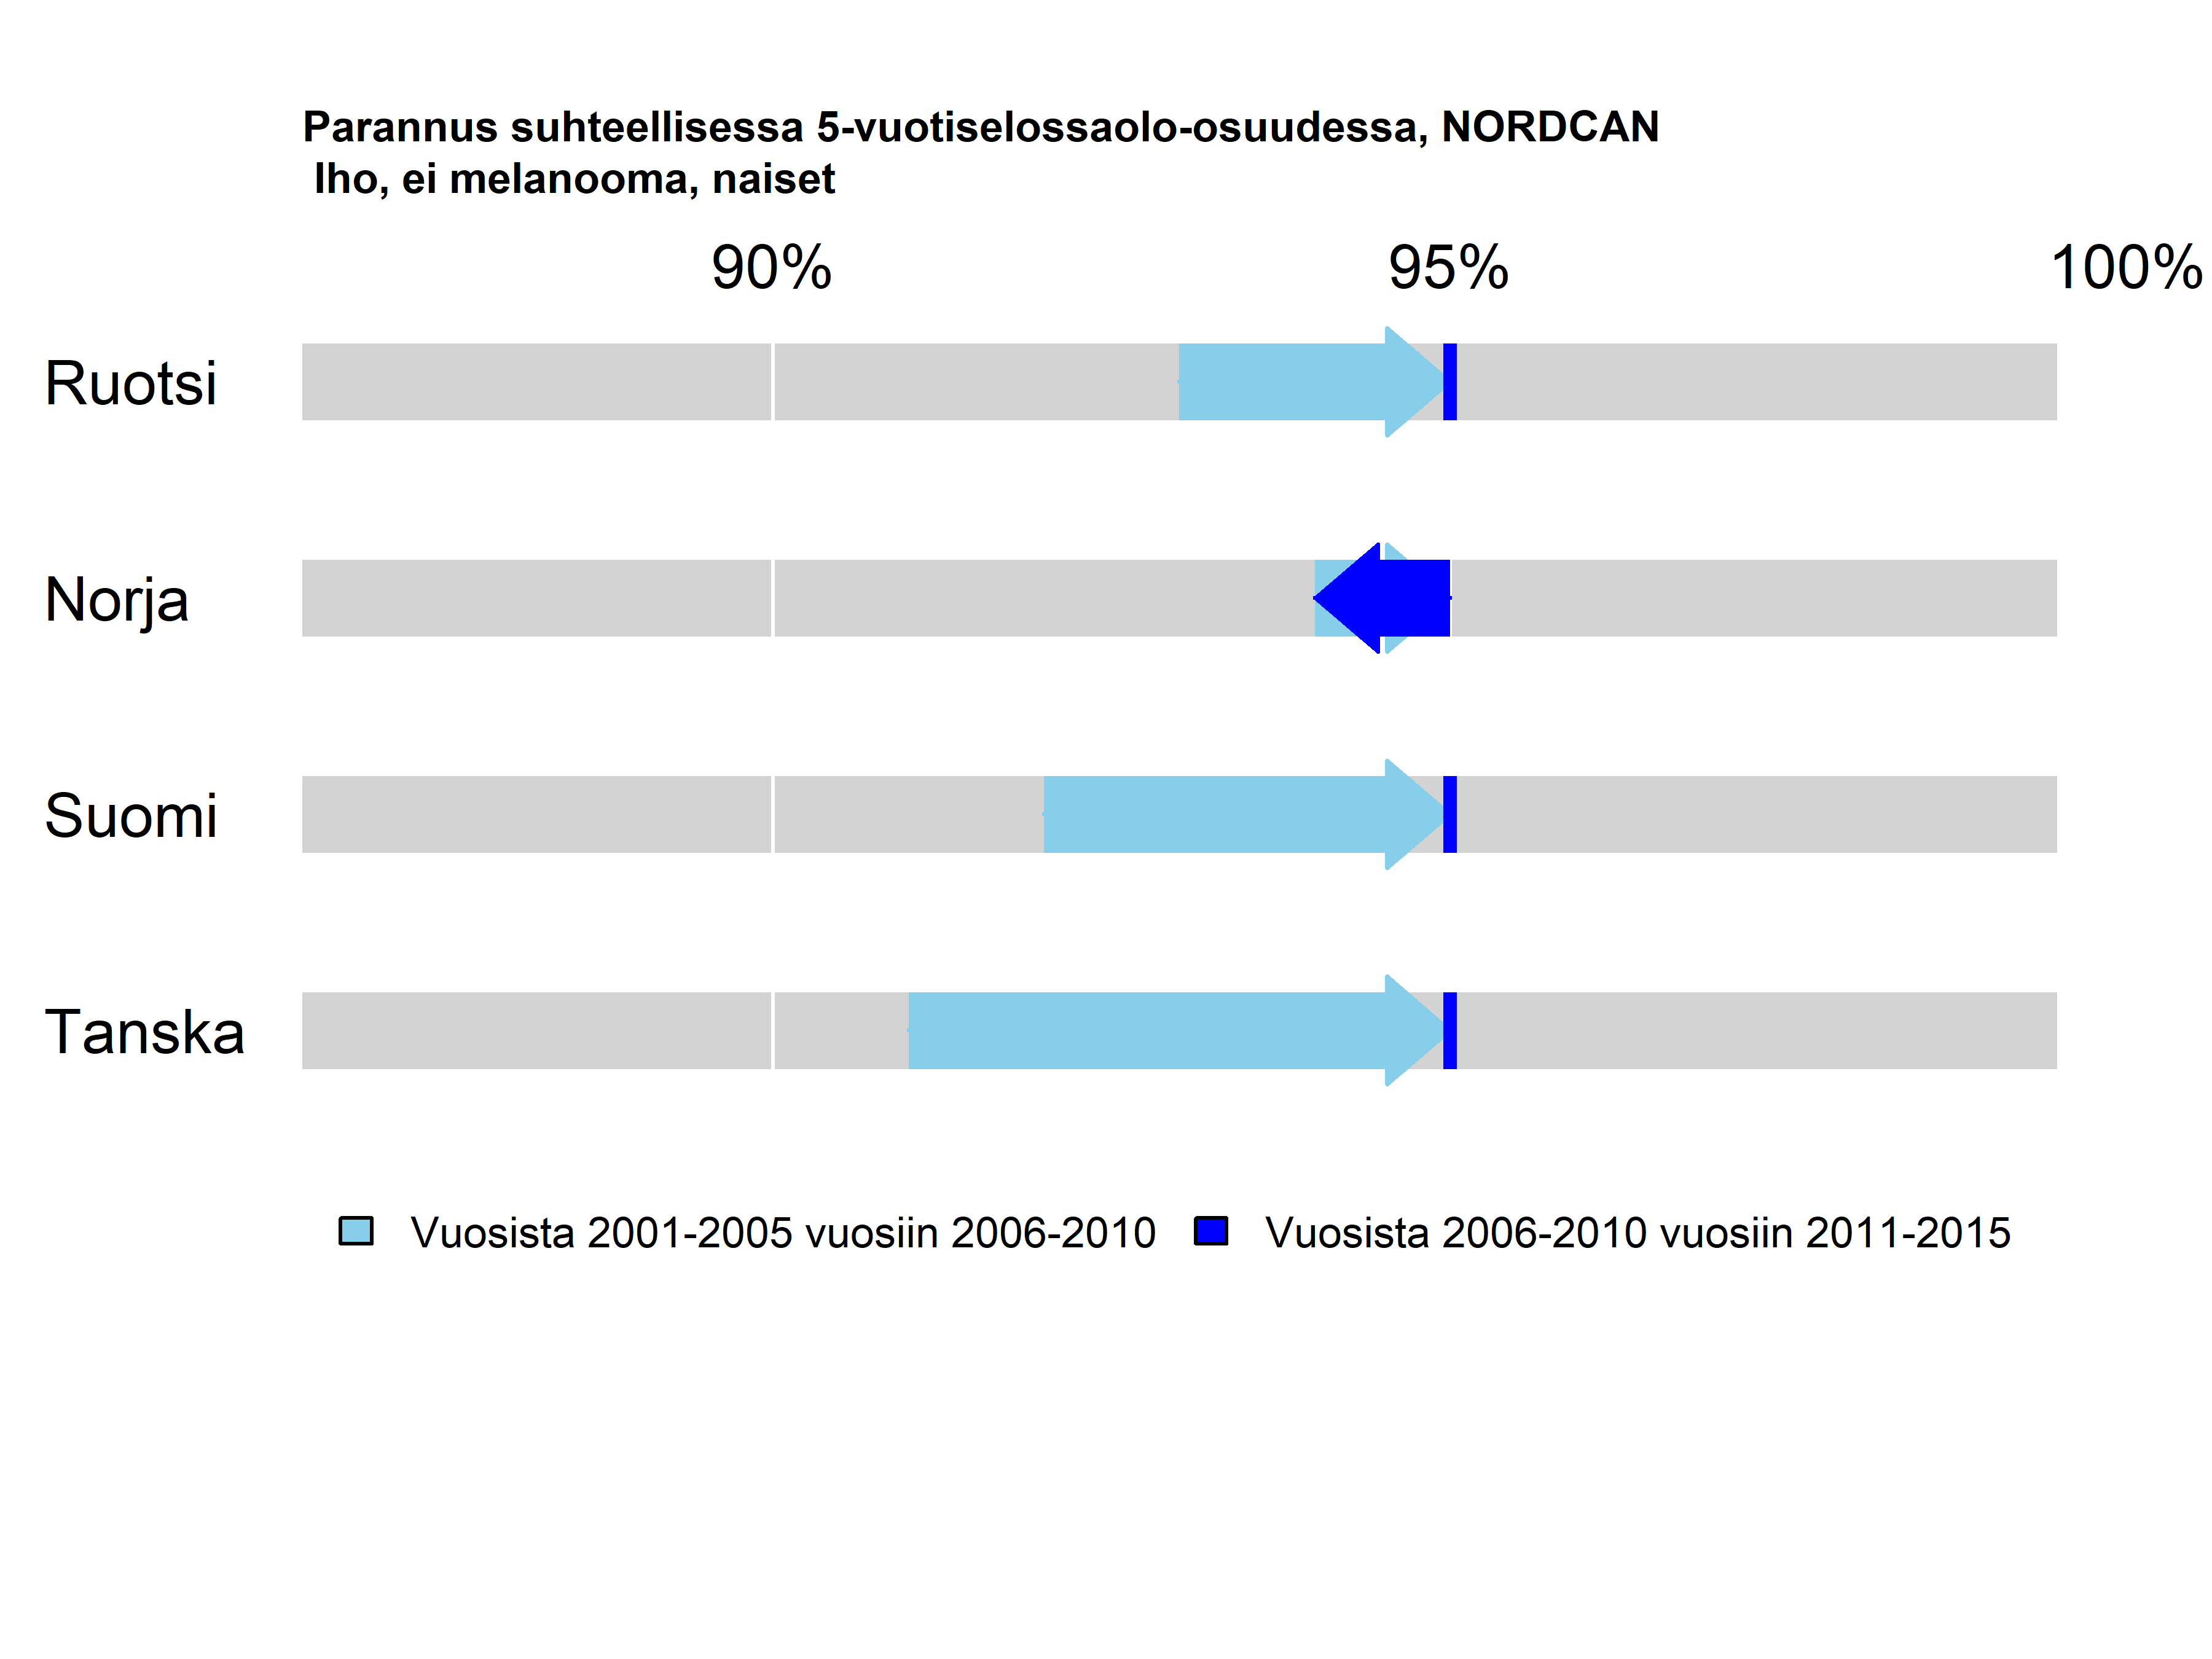 Parannus suhteellisessa 5-vuotiselossaolo-osuudessa, NORDCAN
Iho, ei melanooma, naiset
90% 95% 100%
Ruotsi
Norja
Suomi
Tanska
Vuosista 2001-2005 vuosiin 2006-2010 Vuosista 2006-2010 vuosiin 2011-2015